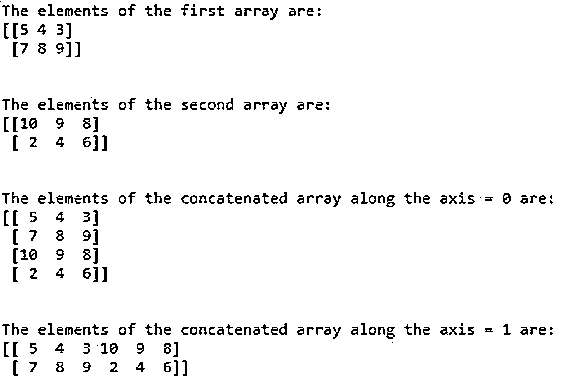 The elements of the first array are:
[[5 4 3]
 [7 8 9]]
The elements of the second array are:
[[10  9  8]
 [ 2  4  6]]
The elements of the concatenated array along the axis = 0 are:
[[ 5  4  3]
 [ 7  8  9]
 [10  9  8]
 [ 2  4  6]]
The elements of the concatenated array along the axis = 1 are:
[[ 5  4  3 10  9  8]
 [ 7  8  9  2  4  6]]